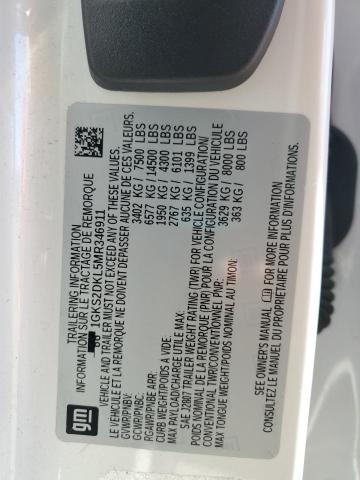 gm
TRAILERING INFORMATION
INFORMATION SUR LE TRACTAGE DE REMORQUE
1GKS2DKL5MR346911
VEHICLE AND TRAILER MUST NOT EXCEED ANY OF THESE VALUES.
LE VÉHICULE ET LA REMORQUE NE DOIVENT DÉPASSER AUCUNE DE CES VALEURS.
GVWR/PNBV: 3402 KG / 7500 LBS
GCWR/PNBC: 6577 KG / 14500 LBS
RGAWR/PNBE ARR: 1950 KG / 4300 LBS
CURB WEIGHT/POIDS À VIDE: 2767 KG / 6101 LBS
MAX PAYLOAD/CHARGE UTILE MAX: 635 KG / 1399 LBS
SAE J2807 TRAILER WEIGHT RATING (TWR) FOR VEHICLE CONFIGURATION/
POIDS NOMINAL DE LA REMORQUE (PNR) POUR LA CONFIGURATION DU VÉHICULE
CONVENTIONAL TWR/CONVENTIONNEL PNR: 3629 KG / 8000 LBS
MAX TONGUE WEIGHT/POIDS MAX AU TIMON: 363 KG / 800 LBS
SEE OWNER'S MANUAL FOR MORE INFORMATION
CONSULTEZ LE MANUEL DU PROPRIÉTAIRE POUR PLUS D'INFORMATION